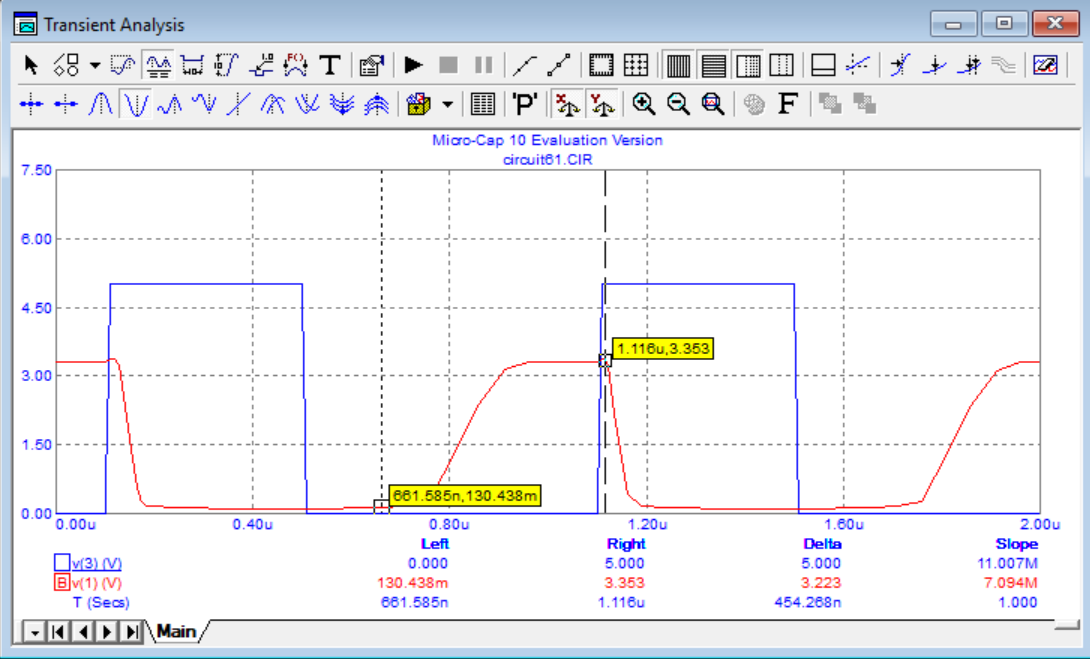 Transient Analysis
T
'P' F
Micro-Cap 10 Evaluation Version
circuit61.CIR
7.50
6.00
4.50
1.116u,3.353
3.00
1.50
661.585n,130.438m
0.00
0.00u 0.40u 0.80u 1.20u 1.60u 2.00u
Left Right Delta Slope
v(3) (V) 0.000 5.000 5.000 11.007M
B v(1) (V) 130.438m 3.353 3.223 7.094M
T (Secs) 661.585n 1.116u 454.268n 1.000
Main